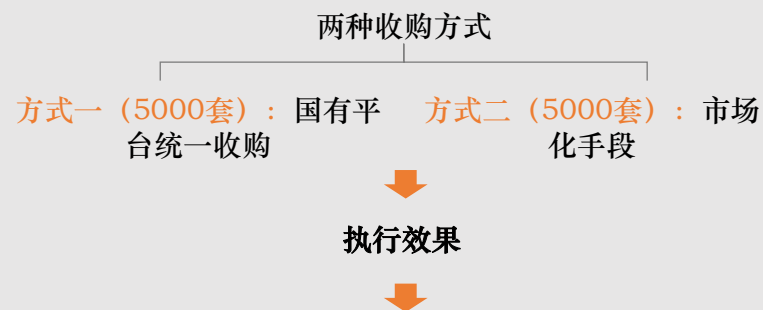 两种收购方式
方式一（5000套）：国有平
台统一收购
方式二（5000套）：市场
化手段
执行效果